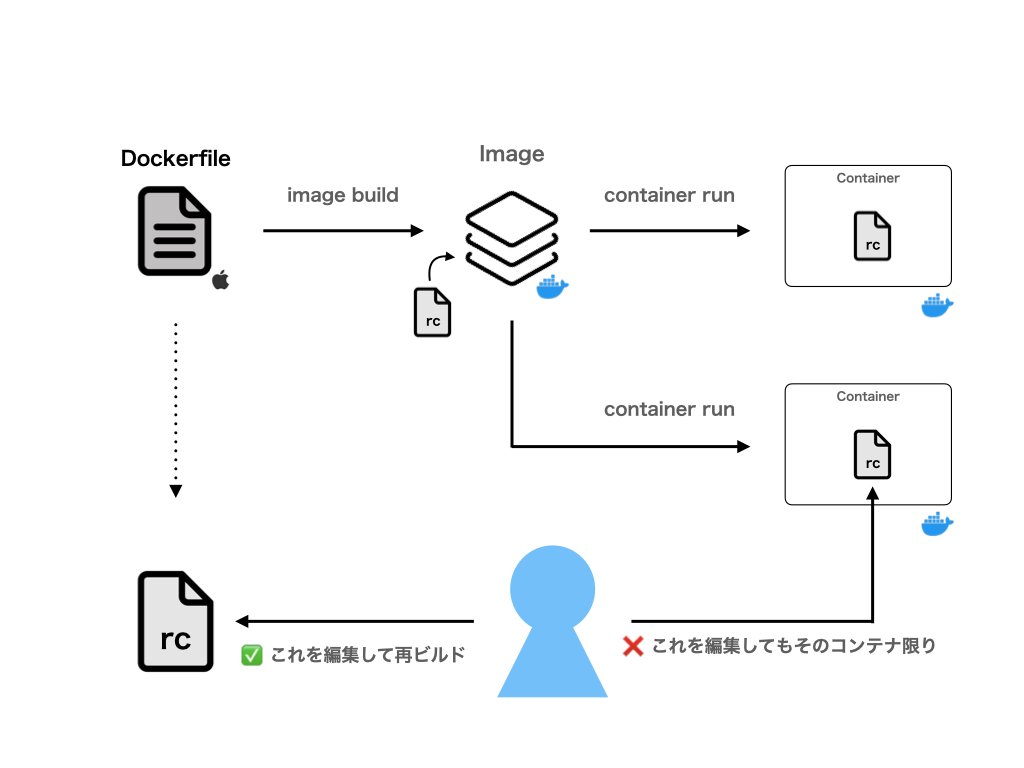 Dockerfile
Image
image build
container run
Container
rc
rc
container run
Container
rc
rc
✅ これを編集して再ビルド
❌ これを編集してもそのコンテナ限り